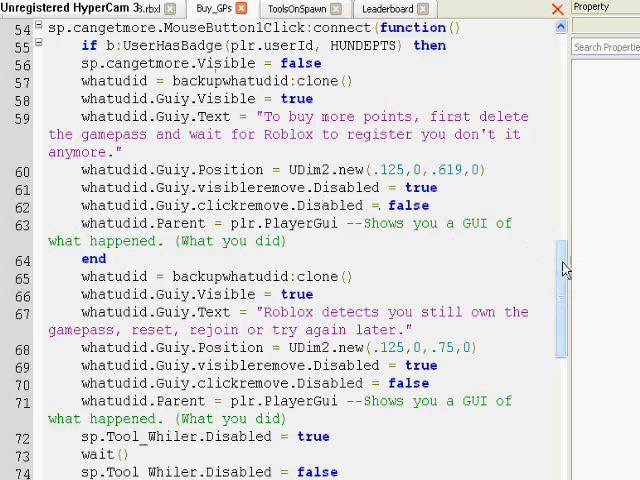 Unregistered HyperCam 3 .rbxl Buy_GPs ToolsOnSpawn Leaderboard Property
Search Propertie
54 sp.cangetmore.MouseButton1Click:connect(function()
55 if b:UserHasBadge(plr.userId, HUNDEPTS) then
56 sp.cangetmore.Visible = false
57 whatudid = backupwhatudid:clone()
58 whatudid.Guiy.Visible = true
59 whatudid.Guiy.Text = "To buy more points, first delete
the gamepass and wait for Roblox to register you don't it
anymore."
60 whatudid.Guiy.Position = UDim2.new(.125,0,.619,0)
61 whatudid.Guiy.visibleremove.Disabled = true
62 whatudid.Guiy.clickremove.Disabled = false
63 whatudid.Parent = plr.PlayerGui --Shows you a GUI of
what happened. (What you did)
64 end
65 whatudid = backupwhatudid:clone()
66 whatudid.Guiy.Visible = true
67 whatudid.Guiy.Text = "Roblox detects you still own the
gamepass, reset, rejoin or try again later."
68 whatudid.Guiy.Position = UDim2.new(.125,0,.75,0)
69 whatudid.Guiy.visibleremove.Disabled = true
70 whatudid.Guiy.clickremove.Disabled = false
71 whatudid.Parent = plr.PlayerGui --Shows you a GUI of
what happened. (What you did)
72 sp.Tool_Whiler.Disabled = true
73 wait()
74 sp.Tool_Whiler.Disabled = false